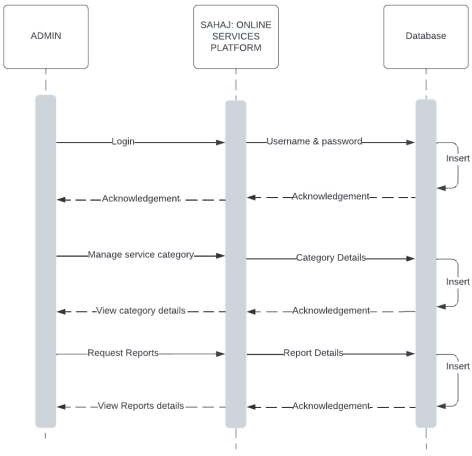 ADMIN
SAHAJ: ONLINE
SERVICES
PLATFORM
Database
Login
Username & password
Insert
Acknowledgement
Acknowledgement
Manage service category
Category Details
Insert
View category details
Acknowledgement
Request Reports
Report Details
Insert
View Reports details
Acknowledgement